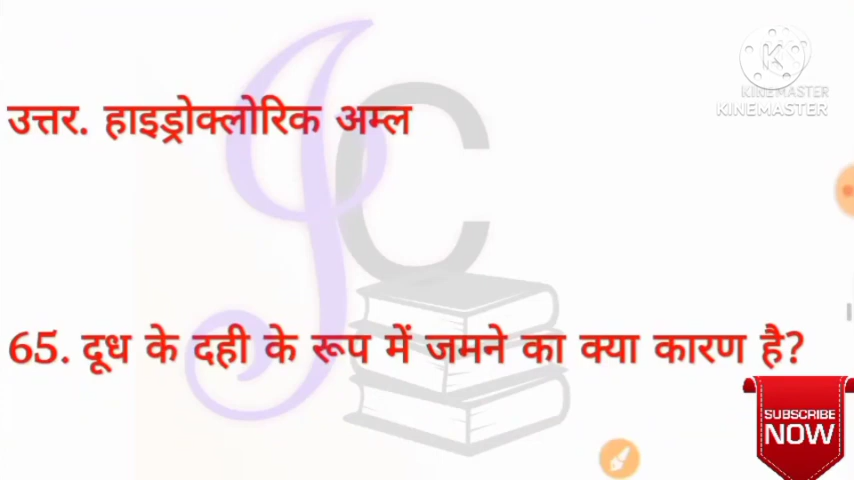 KINEMASTER
KINEMASTER
उत्तर. हाइड्रोक्लोरिक अम्ल
65. दूध के दही के रूप में जमने का क्या कारण है?
SUBSCRIBE
NOW